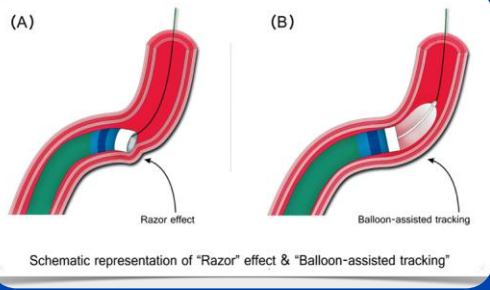 (A)
(B)
Razor effect
Balloon-assisted tracking
Schematic representation of “Razor” effect & “Balloon-assisted tracking”